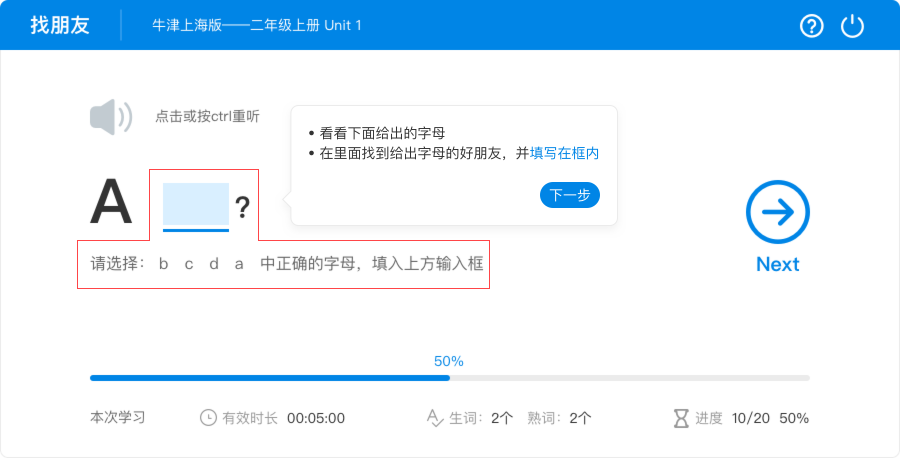 找朋友
牛津上海版——二年级上册 Unit 1
点击或按ctrl重听
• 看看下面给出的字母
• 在里面找到给出字母的好朋友，并填写在框内
下一步
A ?
请选择： b c d a 中正确的字母，填入上方输入框
Next
50%
本次学习 有效时长 00:05:00 生词：2个 熟词：2个 进度 10/20 50%